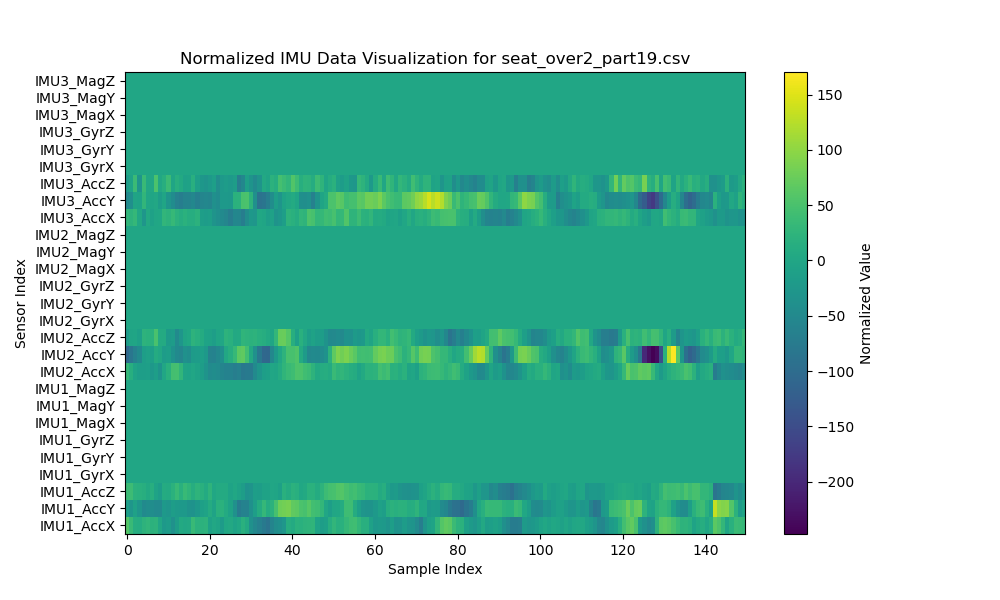 Normalized IMU Data Visualization for seat_over2_part19.csv
IMU3_MagZ
IMU3_MagY
IMU3_MagX
IMU3_GyrZ
IMU3_GyrY
IMU3_GyrX
IMU3_AccZ
IMU3_AccY
IMU3_AccX
IMU2_MagZ
IMU2_MagY
IMU2_MagX
IMU2_GyrZ
IMU2_GyrY
IMU2_GyrX
IMU2_AccZ
IMU2_AccY
IMU2_AccX
IMU1_MagZ
IMU1_MagY
IMU1_MagX
IMU1_GyrZ
IMU1_GyrY
IMU1_GyrX
IMU1_AccZ
IMU1_AccY
IMU1_AccX
Sensor Index
0 20 40 60 80 100 120 140
Sample Index
150
100
50
0
−50
−100
−150
−200
Normalized Value